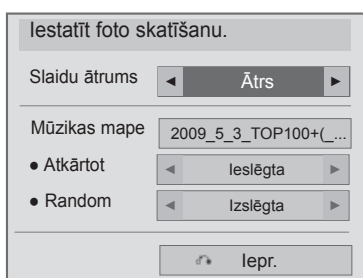 Iestatīt foto skatīšanu.
Slaidu ātrums ◄ Ātrs ►
Mūzikas mape 2009_5_3_TOP100+(_...
● Atkārtot ◄ Ieslēgta ►
● Random ◄ Izslēgta ►
Iepr.